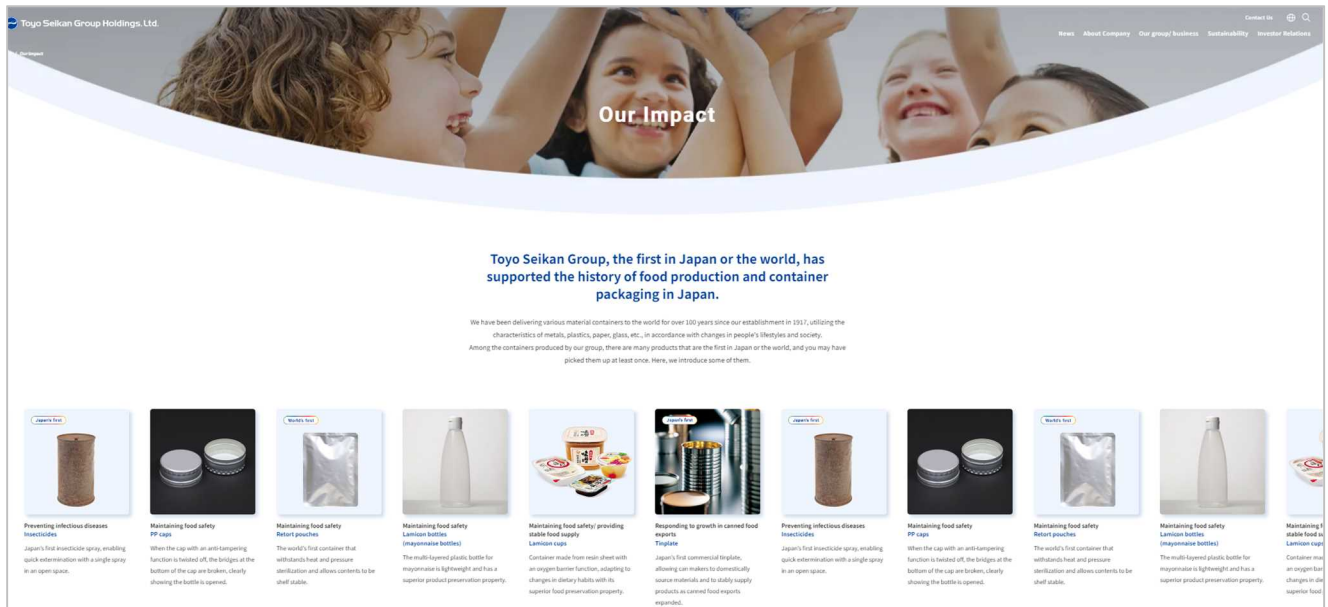 Toyo Seikan Group Holdings, Ltd.
Contact Us
News About Company Our group/ business Sustainability Investor Relations
Our Impact
Our Impact
Toyo Seikan Group, the first in Japan or the world, has
supported the history of food production and container
packaging in Japan.
We have been delivering various material containers to the world for over 100 years since our establishment in 1917, utilizing the
characteristics of metals, plastics, paper, glass, etc., in accordance with changes in people's lifestyles and society.
Among the containers produced by our group, there are many products that are the first in Japan or the world, and you may have
picked them up at least once. Here, we introduce some of them.
Japan's first
Preventing infectious diseases
Insecticides
Japan's first insecticide spray, enabling
quick extermination with a single spray
in an open space.
Maintaining food safety
PP caps
When the cap with an anti-tampering
function is twisted off, the bridges at the
bottom of the cap are broken, clearly
showing the bottle is opened.
World's first
Maintaining food safety
Retort pouches
The world's first container that
withstands heat and pressure
sterilization and allows contents to be
shelf stable.
Maintaining food safety
Lamicon bottles
(mayonnaise bottles)
The multi-layered plastic bottle for
mayonnaise is lightweight and has a
superior product preservation property.
Maintaining food safety/ providing
stable food supply
Lamicon cups
Container made from resin sheet with
an oxygen barrier function, adapting to
changes in dietary habits with its
superior food preservation property.
Japan's first
Responding to growth in canned food
exports
Tinplate
Japan's first commercial tinplate,
allowing can makers to domestically
source materials and to stably supply
products as canned food exports
expanded.
Japan's first
Preventing infectious diseases
Insecticides
Japan's first insecticide spray, enabling
quick extermination with a single spray
in an open space.
Maintaining food safety
PP caps
When the cap with an anti-tampering
function is twisted off, the bridges at the
bottom of the cap are broken, clearly
showing the bottle is opened.
World's first
Maintaining food safety
Retort pouches
The world's first container that
withstands heat and pressure
sterilization and allows contents to be
shelf stable.
Maintaining food safety
Lamicon bottles
(mayonnaise bottles)
The multi-layered plastic bottle for
mayonnaise is lightweight and has a
superior product preservation property.
Maintaining
stable food
Lamicon cups
Container
an oxygen
changes in
superior food